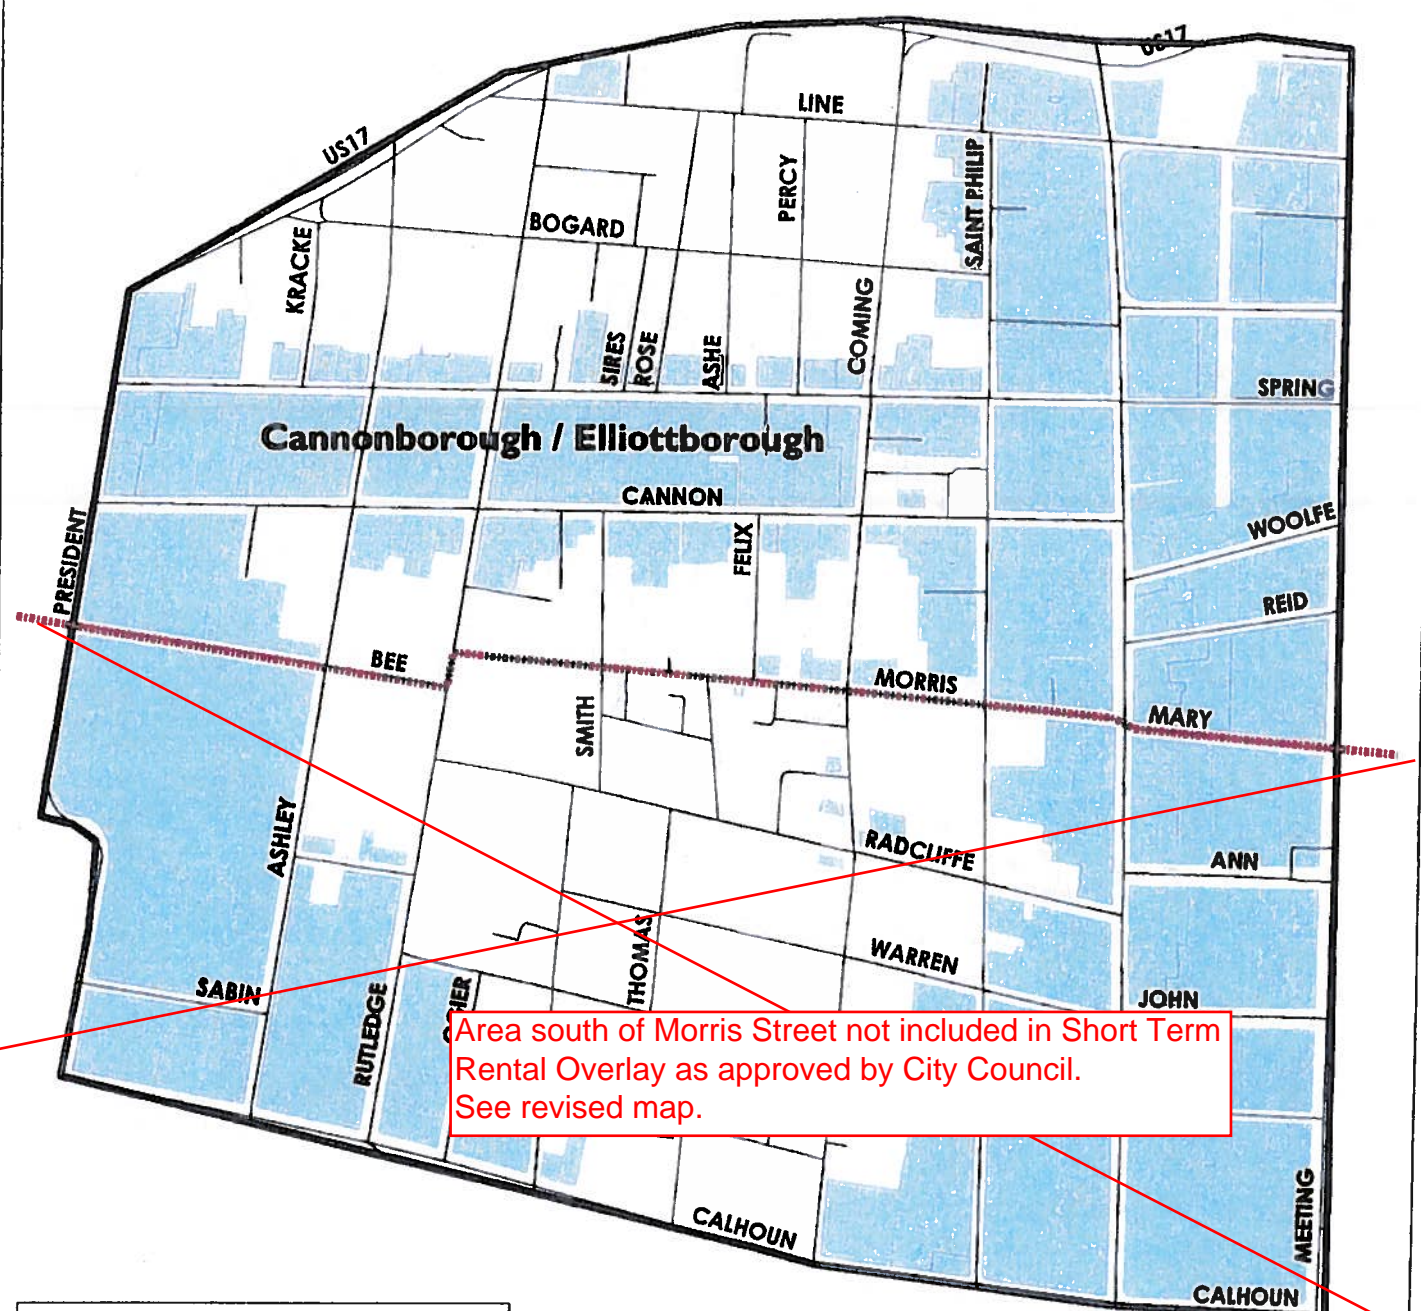 US17
LINE
US17
PERCY
SAINT PHILIP
BOGARD
KRACKE
COMING
SIRES
ROSE
ASHE
SPRING
Cannonborough / Elliottborough
CANNON
WOOLFE
PRESIDENT
FELIX
REID
BEE
MORRIS
MARY
SMITH
ASHLEY
RADCLIFFE
ANN
THOMAS
WARREN
SABIN
JOHN
RUTLEDGE
Area south of Morris Street not included in Short Term
Rental Overlay as approved by City Council.
See revised map.
MEETING
CALHOUN
CALHOUN